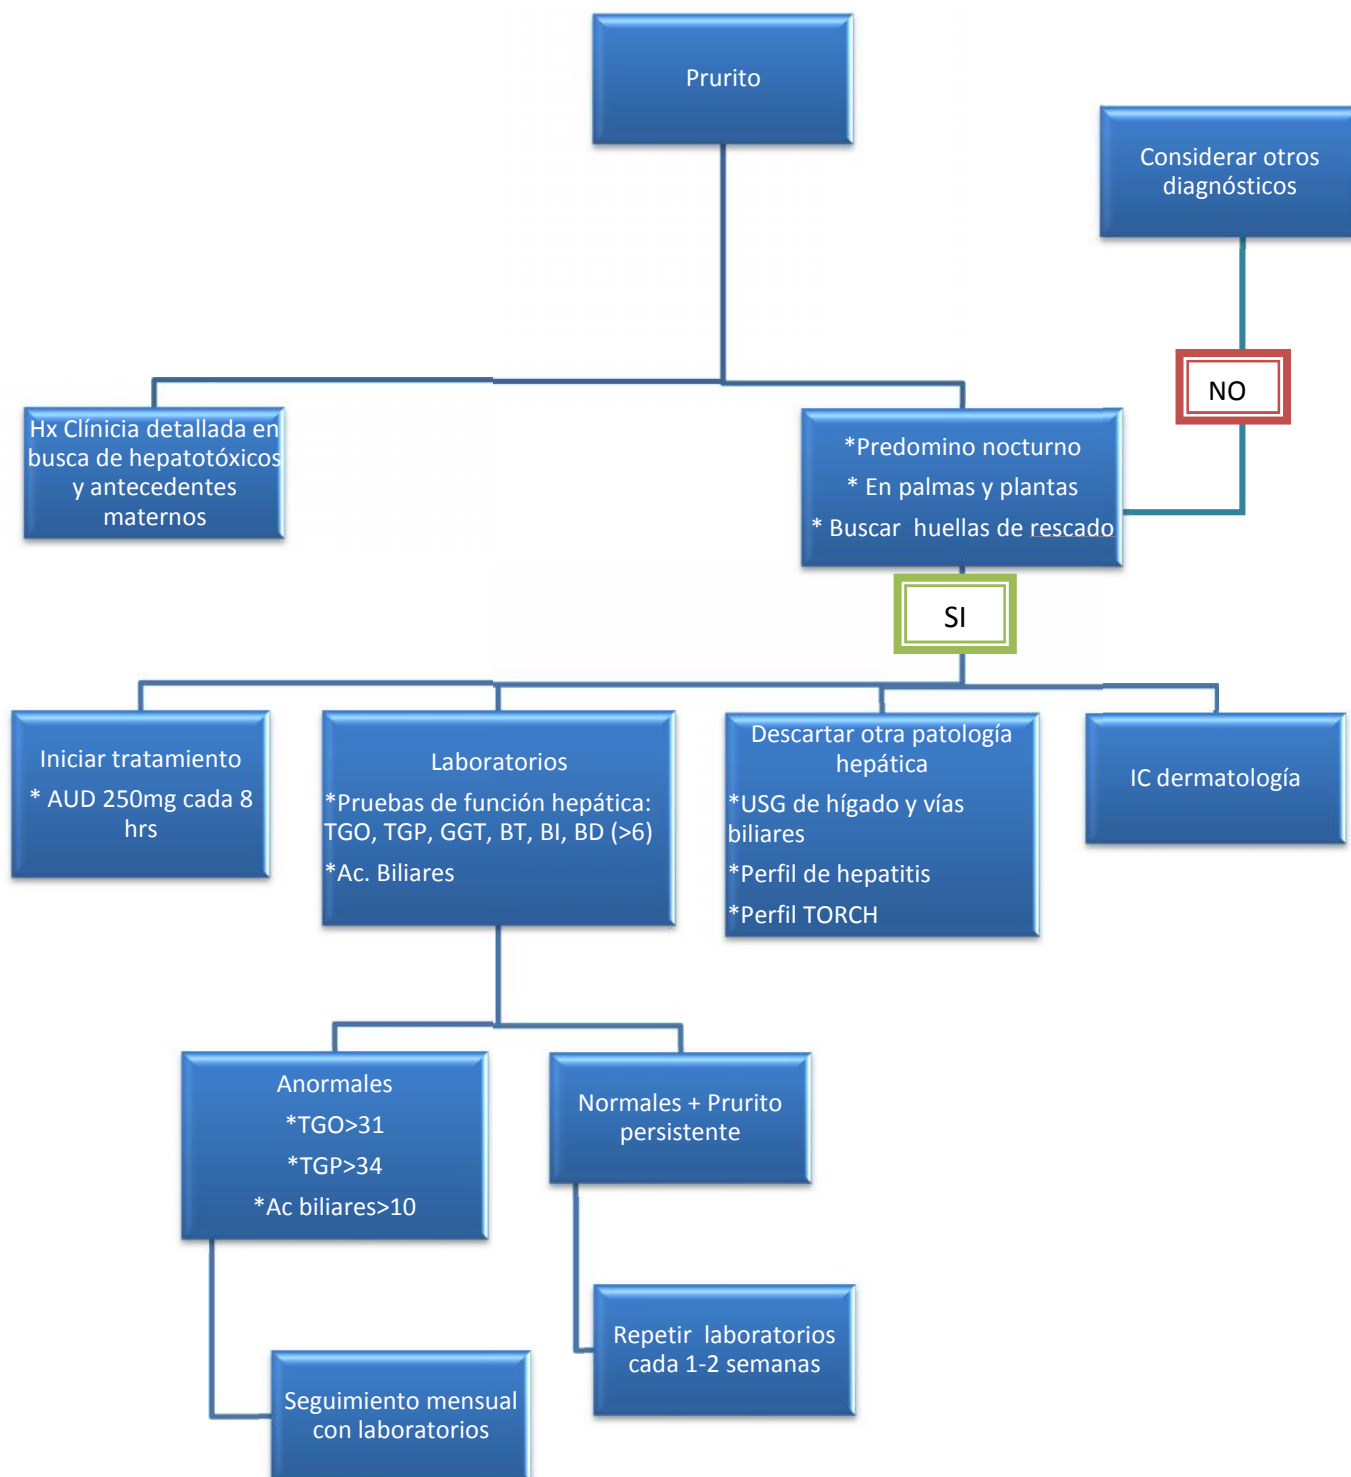 Prurito
Considerar otros
diagnósticos
NO
Hx Clínicia detallada en
busca de hepatotóxicos
y antecedentes
maternos
*Predomino nocturno
* En palmas y plantas
* Buscar huellas de rescado
SI
Iniciar tratamiento
* AUD 250mg cada 8
hrs
Laboratorios
*Pruebas de función hepática:
TGO, TGP, GGT, BT, BI, BD (>6)
*Ac. Biliares
Descartar otra patología
hepática
*USG de hígado y vías
biliares
*Perfil de hepatitis
*Perfil TORCH
IC dermatología
Anormales
*TGO>31
*TGP>34
*Ac biliares>10
Normales + Prurito
persistente
Repetir laboratorios
cada 1-2 semanas
Seguimiento mensual
con laboratorios